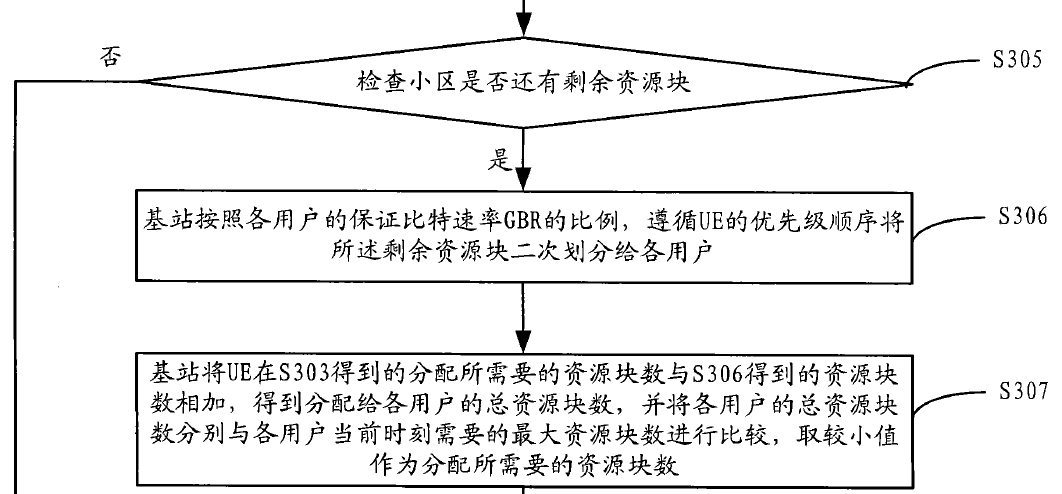 否
检查小区是否还有剩余资源块
S305
是
基站按照各用户的保证比特速率GBR的比例，遵循UE的优先级顺序将
所述剩余资源块二次划分给各用户
S306
基站将UE在S303得到的分配所需要的资源块数与S306得到的资源块
数相加，得到分配给各用户的总资源块数，并将各用户的总资源块
数分别与各用户当前时刻需要的最大资源块数进行比较，取较小值
作为分配所需要的资源块数
S307